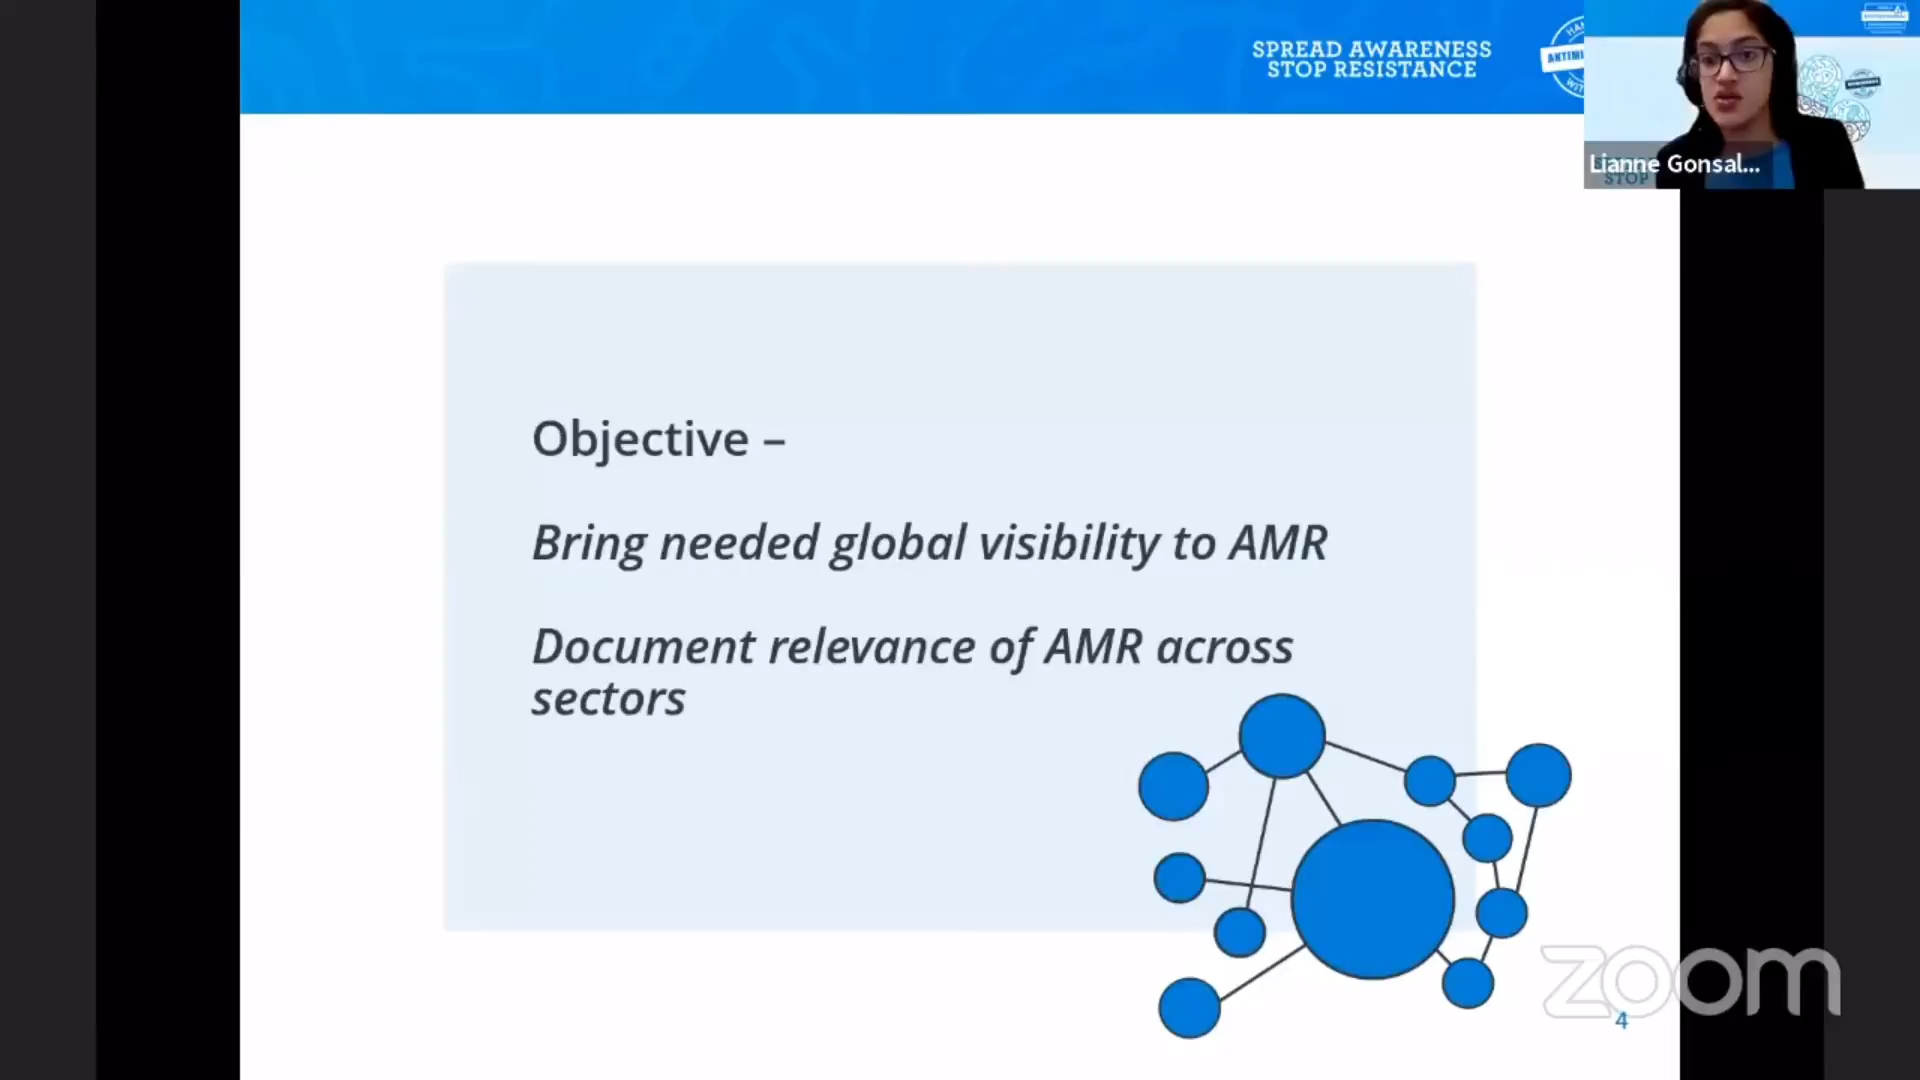 SPREAD AWARENESS
STOP RESISTANCE
Lianne Gonsal...
STOP
Objective –
Bring needed global visibility to AMR
Document relevance of AMR across
sectors
zoom
4